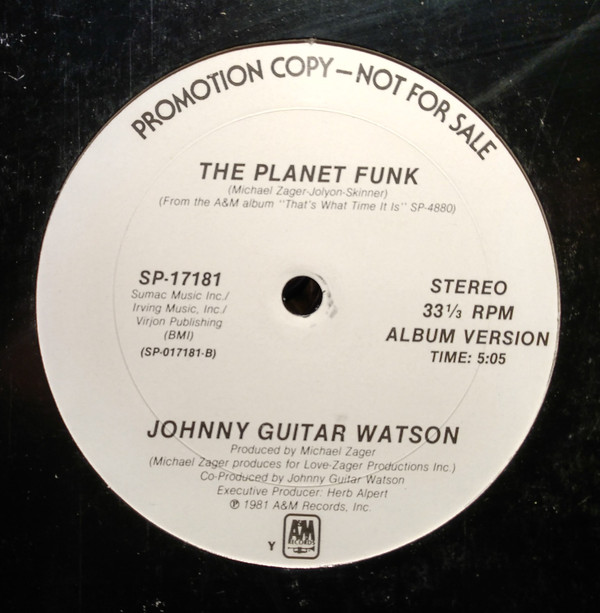 PROMOTION COPY—NOT FOR SALE
THE PLANET FUNK
(Michael Zager-Jolyon-Skinner)
(From the A&M album "That's What Time It Is" SP-4880)
SP-17181
Sumac Music Inc./
Irving Music, Inc./
Virjon Publishing
(BMI)
(SP-017181-B)
STEREO
33⅓ RPM
ALBUM VERSION
TIME: 5:05
JOHNNY GUITAR WATSON
Produced by Michael Zager
(Michael Zager produces for Love-Zager Productions Inc.)
Co-Produced by Johnny Guitar Watson
Executive Producer: Herb Alpert
℗ 1981 A&M Records, Inc.
Y
A&M
RECORDS